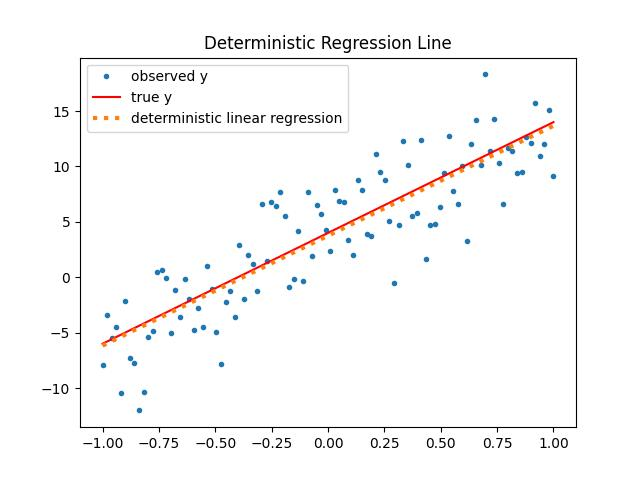 Deterministic Regression Line
observed y
true y
deterministic linear regression
15
10
5
0
−5
−10
−1.00 −0.75 −0.50 −0.25 0.00 0.25 0.50 0.75 1.00